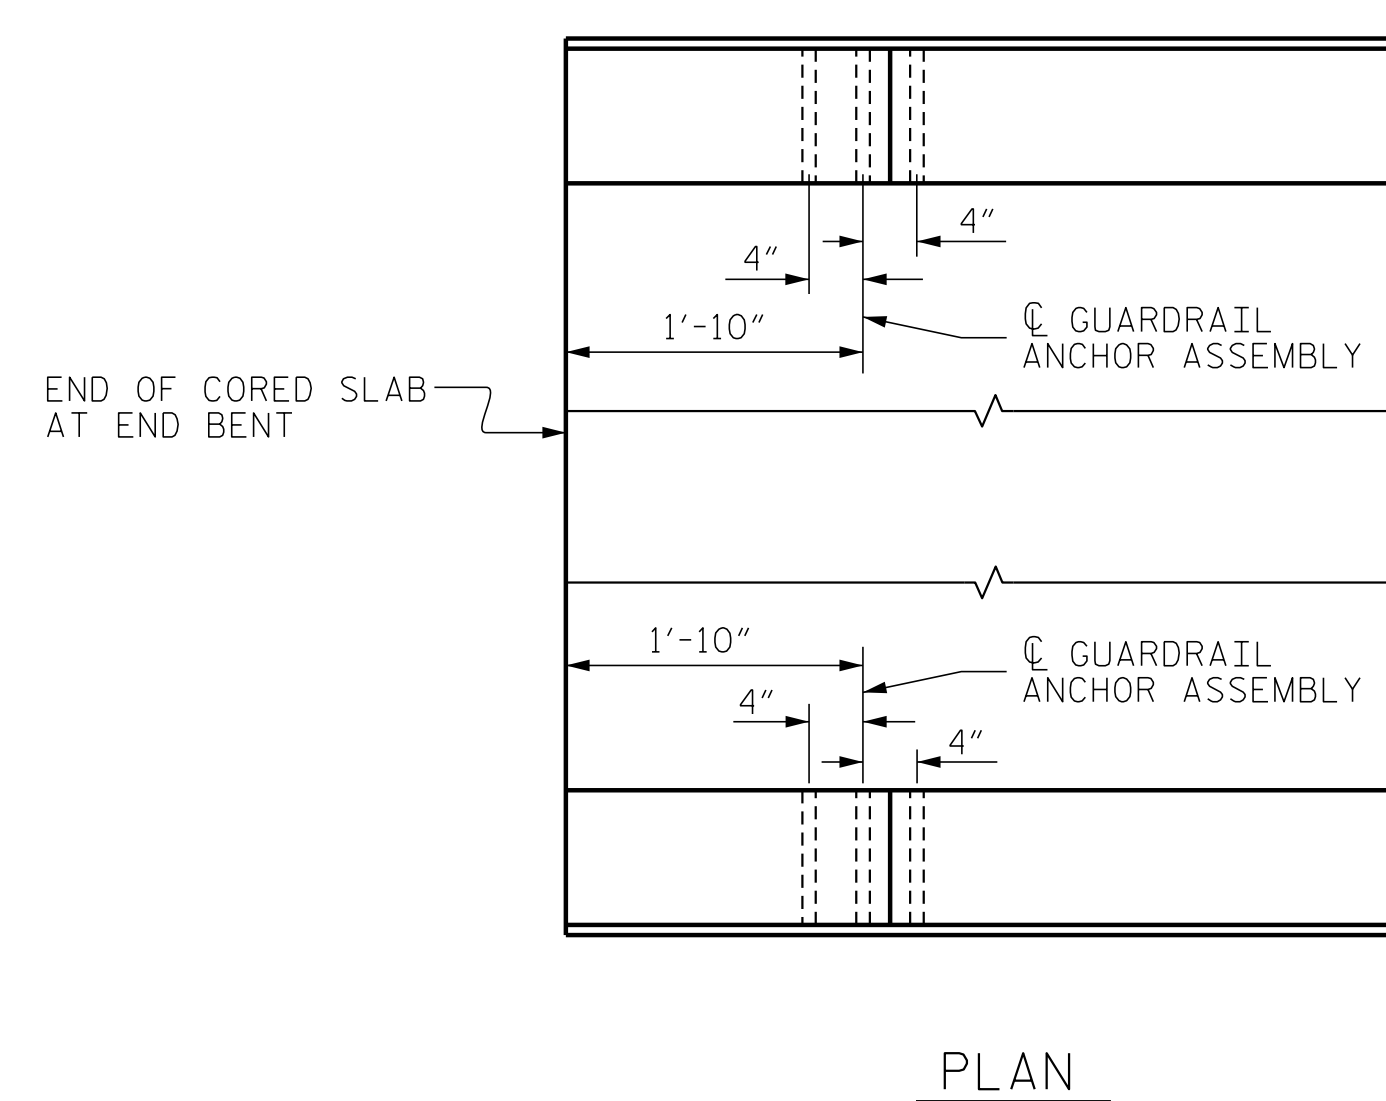 4"
4"
1'-10"
℄ GUARDRAIL
ANCHOR ASSEMBLY
END OF CORED SLAB
AT END BENT
1'-10"
℄ GUARDRAIL
ANCHOR ASSEMBLY
4"
4"
PLAN